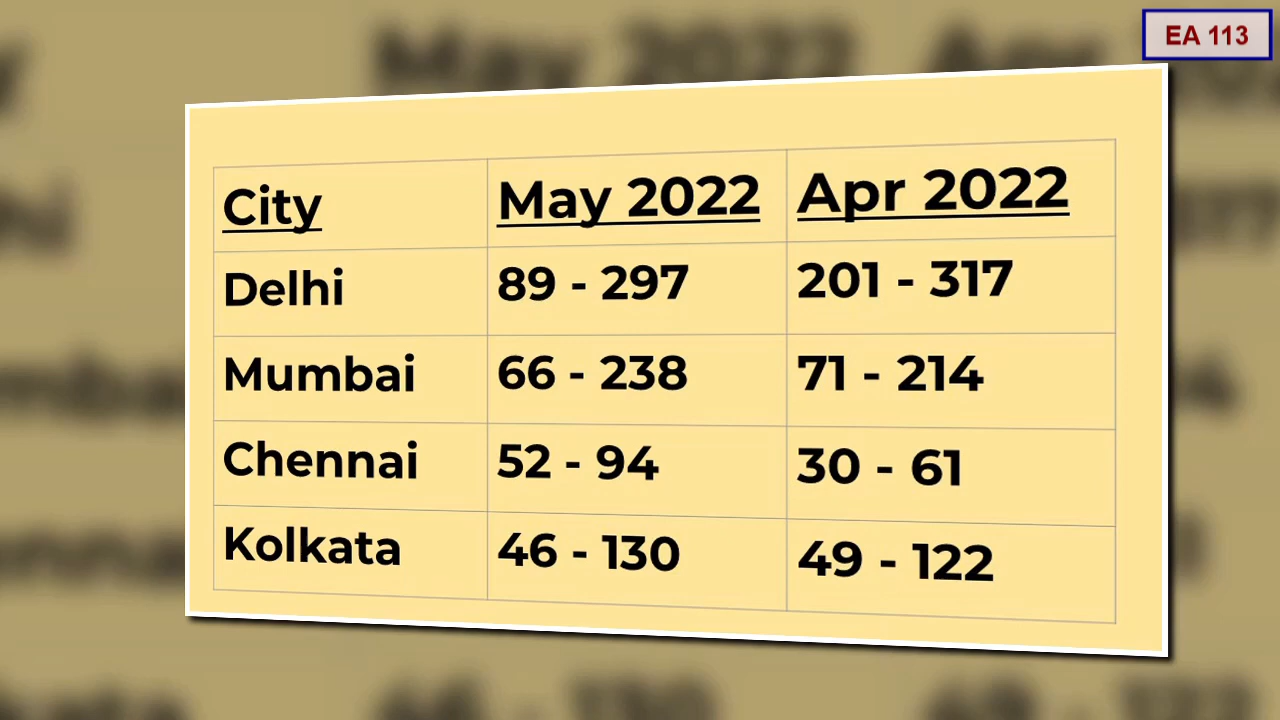 EA 113
City May 2022 Apr 2022
Delhi 89 - 297 201 - 317
Mumbai 66 - 238 71 - 214
Chennai 52 - 94 30 - 61
Kolkata 46 - 130 49 - 122